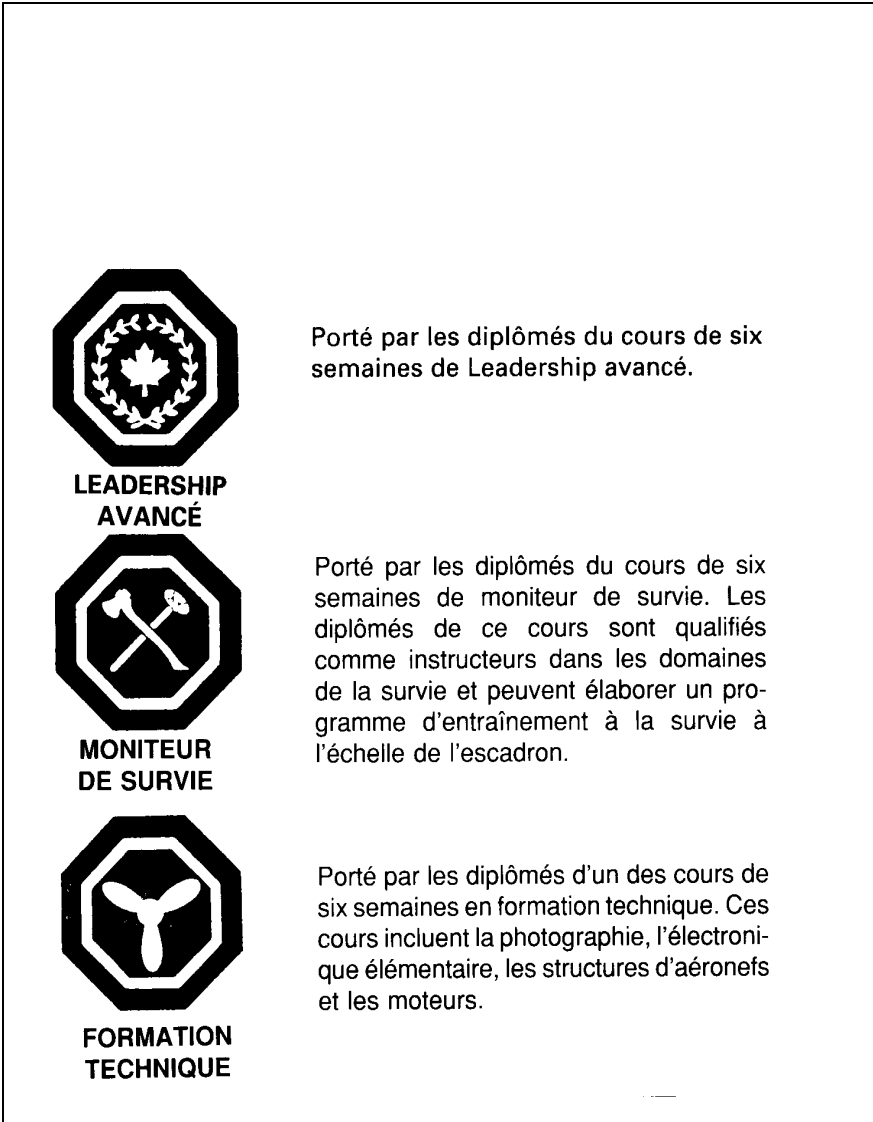 Porté par les diplômés du cours de six
semaines de Leadership avancé.
LEADERSHIP
AVANCÉ
Porté par les diplômés du cours de six
semaines de moniteur de survie. Les
diplômés de ce cours sont qualifiés
comme instructeurs dans les domaines
de la survie et peuvent élaborer un pro-
gramme d'entraînement à la survie à
l'échelle de l'escadron.
MONITEUR
DE SURVIE
Porté par les diplômés d'un des cours de
six semaines en formation technique. Ces
cours incluent la photographie, l'électroni-
que élémentaire, les structures d'aéronefs
et les moteurs.
FORMATION
TECHNIQUE